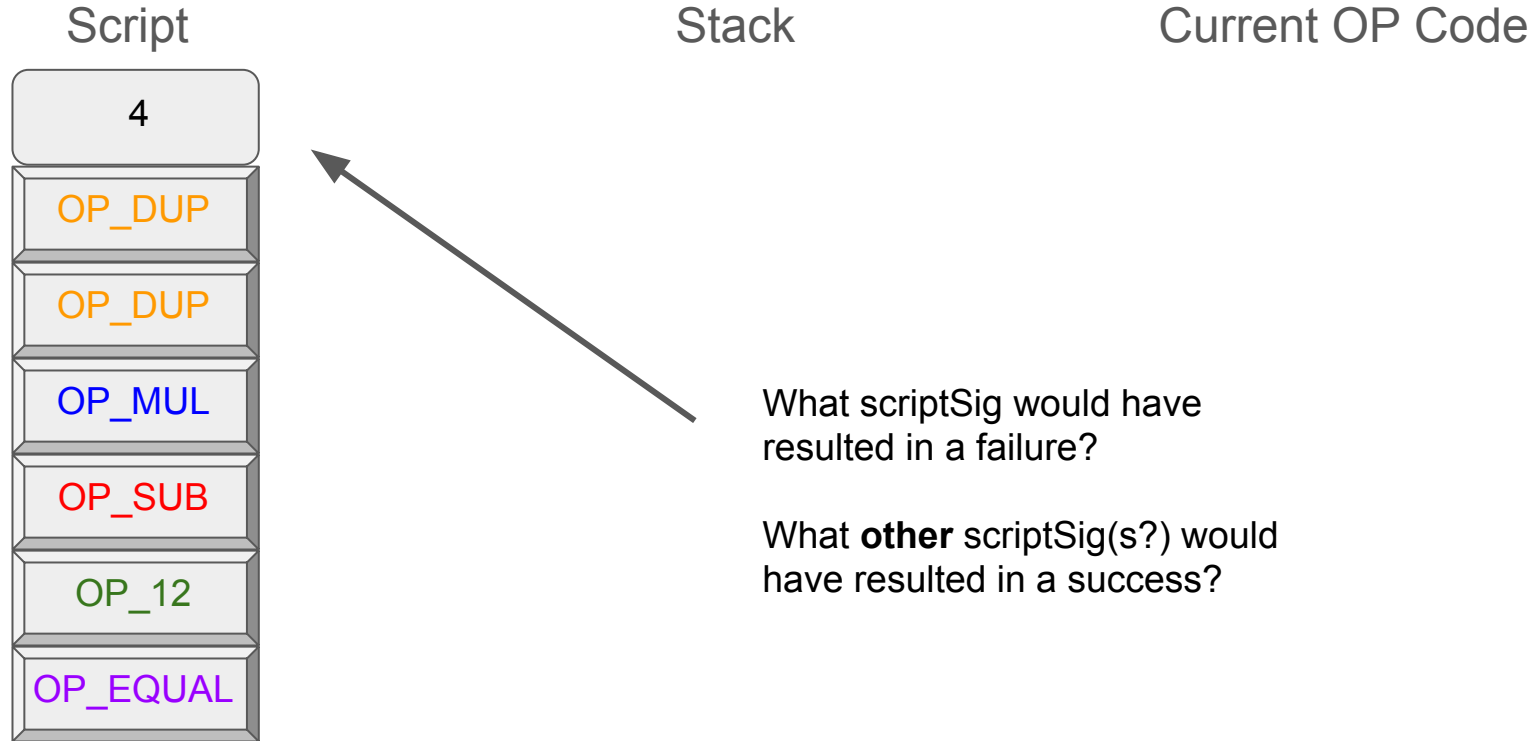 Script
Stack
Current OP Code
4
OP_DUP
OP_DUP
OP_MUL
OP_SUB
OP_12
OP_EQUAL
What scriptSig would have
resulted in a failure?
What other scriptSig(s?) would
have resulted in a success?